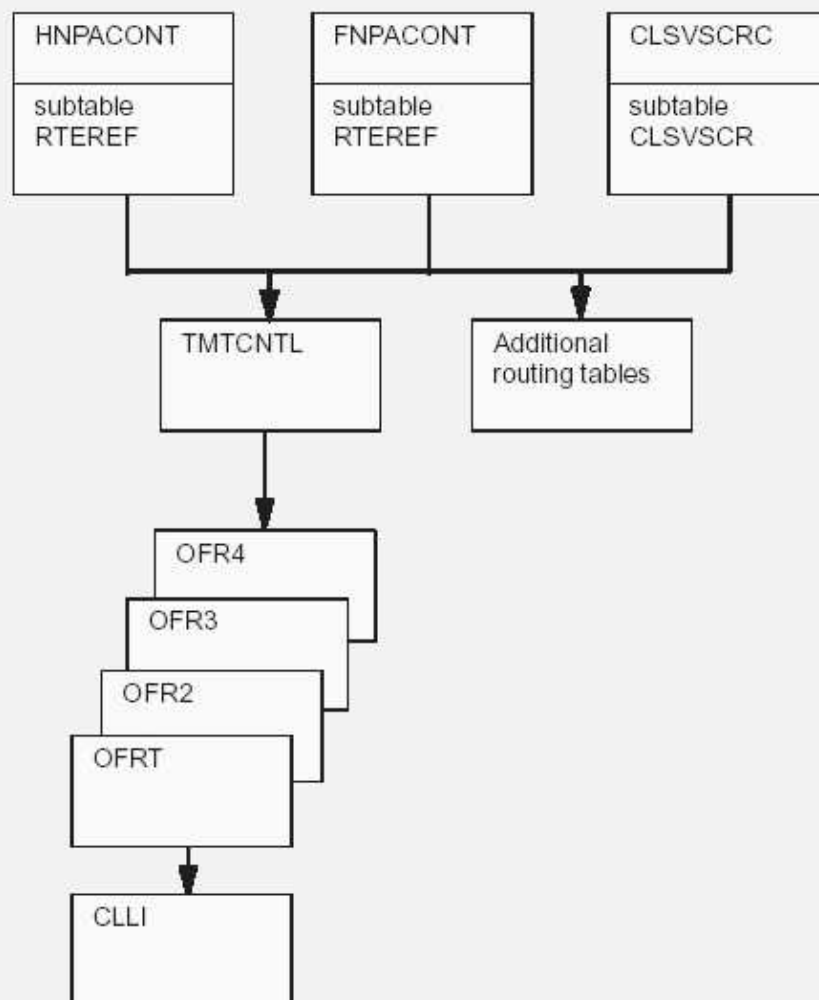 HNPACONT
subtable
RTEREF
FNPACONT
subtable
RTEREF
CLSVSCRC
subtable
CLSVSCR
TMTCNTL
Additional
routing tables
OFR4
OFR3
OFR2
OFRT
CLLI